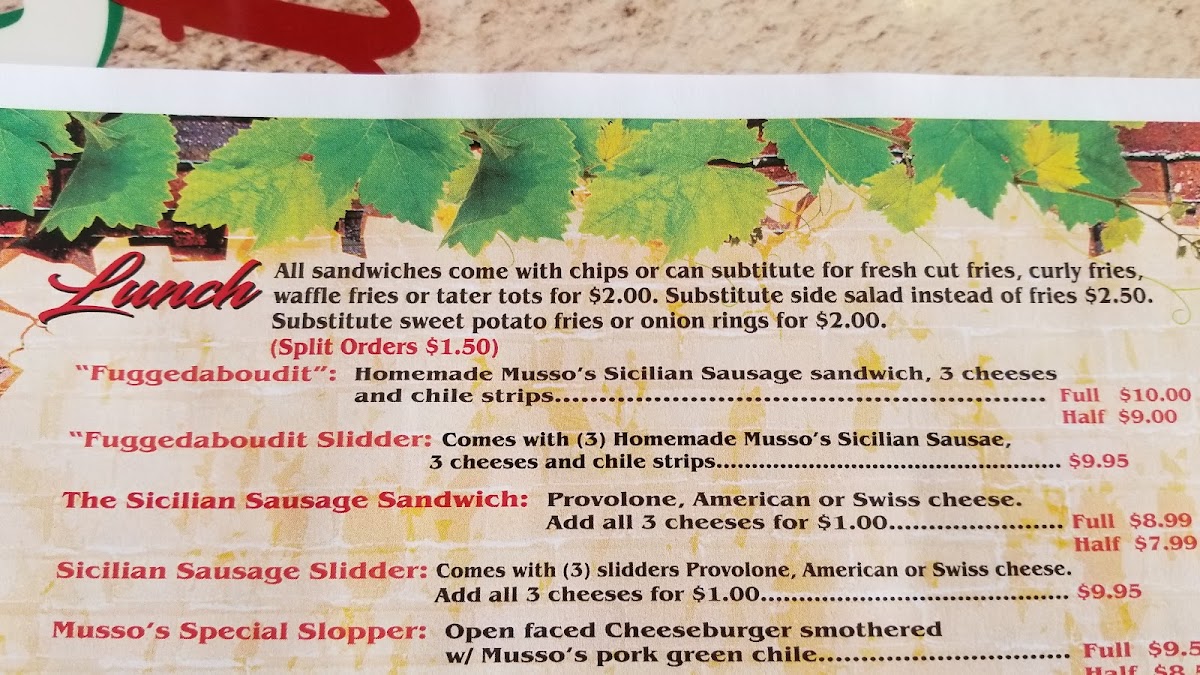 Lunch
All sandwiches come with chips or can subtitute for fresh cut fries, curly fries,
waffle fries or tater tots for $2.00. Substitute side salad instead of fries $2.50.
Substitute sweet potato fries or onion rings for $2.00.
(Split Orders $1.50)
"Fuggedaboudit": Homemade Musso's Sicilian Sausage sandwich, 3 cheeses
and chile strips.................................................... Full $10.00
Half $9.00
"Fuggedaboudit Slidder: Comes with (3) Homemade Musso's Sicilian Sausae,
3 cheeses and chile strips.................................................... $9.95
The Sicilian Sausage Sandwich: Provolone, American or Swiss cheese.
Add all 3 cheeses for $1.00...................... Full $8.99
Half $7.99
Sicilian Sausage Slidder: Comes with (3) slidders Provolone, American or Swiss cheese.
Add all 3 cheeses for $1.00............................................ $9.95
Musso's Special Slopper: Open faced Cheeseburger smothered
w/ Musso's pork green chile............................... Full $9.5
Half $8.5